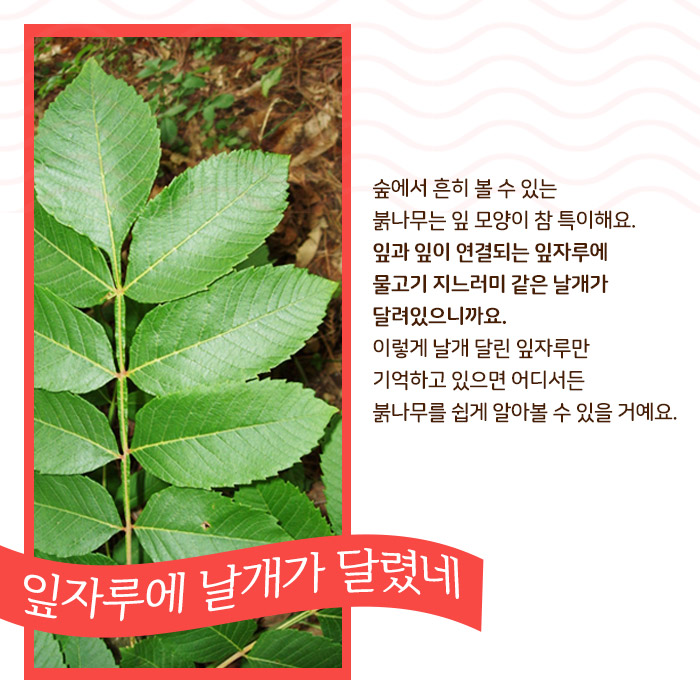 숲에서 흔히 볼 수 있는
붉나무는 잎 모양이 참 특이해요.
잎과 잎이 연결되는 잎자루에
물고기 지느러미 같은 날개가
달려있으니까요.
이렇게 날개 달린 잎자루만
기억하고 있으면 어디서든
붉나무를 쉽게 알아볼 수 있을 거예요.
잎자루에 날개가 달렸네